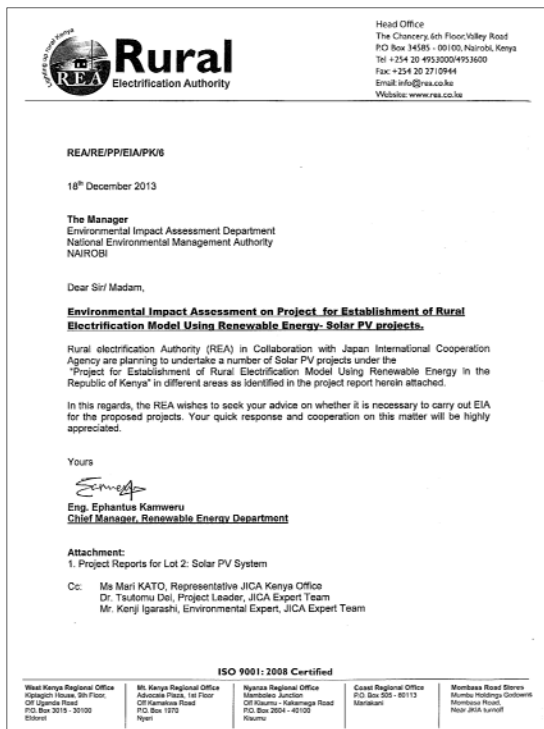 Lighting up rural Kenya
REA
Rural
Electrification Authority
Head Office
The Chancery, 6th Floor, Valley Road
P.O Box 34585 - 00100, Nairobi, Kenya
Tel +254 20 4953000/4953600
Fax: +254 20 2710944
Email: info@rea.co.ke
Website: www.rea.co.ke
REA/RE/PP/EIA/PK/6
18th December 2013
The Manager
Environmental Impact Assessment Department
National Environmental Management Authority
NAIROBI
Dear Sir/ Madam,
Environmental Impact Assessment on Project for Establishment of Rural
Electrification Model Using Renewable Energy- Solar PV projects.
Rural electrification Authority (REA) in Collaboration with Japan International Cooperation
Agency are planning to undertake a number of Solar PV projects under the
"Project for Establishment of Rural Electrification Model Using Renewable Energy in the
Republic of Kenya" in different areas as identified in the project report herein attached.
In this regards, the REA wishes to seek your advice on whether it is necessary to carry out EIA
for the proposed projects. Your quick response and cooperation on this matter will be highly
appreciated.
Yours
Eng. Ephantus Kamweru
Chief Manager, Renewable Energy Department
Attachment:
1. Project Reports for Lot 2: Solar PV System
Cc: Ms Mari KATO, Representative JICA Kenya Office
Dr. Tsutomu Dei, Project Leader, JICA Expert Team
Mr. Kenji Igarashi, Environmental Expert, JICA Expert Team
ISO 9001: 2008 Certified
West Kenya Regional Office
Kiplagich House, 9th Floor,
Off Uganda Road
P.O. Box 3015 - 30100
Eldoret
Mt. Kenya Regional Office
Advocate Plaza, 1st Floor
Off Kamakwa Road
P.O. Box 1970
Nyeri
Nyanza Regional Office
Mamboleo Junction
Off Kisumu - Kakamega Road
P.O. Box 2604 - 40100
Kisumu
Coast Regional Office
P.O. Box 505 - 80113
Mariakani
Mombasa Road Stores
Mumbu Holdings Godowns
Mombasa Road,
Near JKIA turnoff